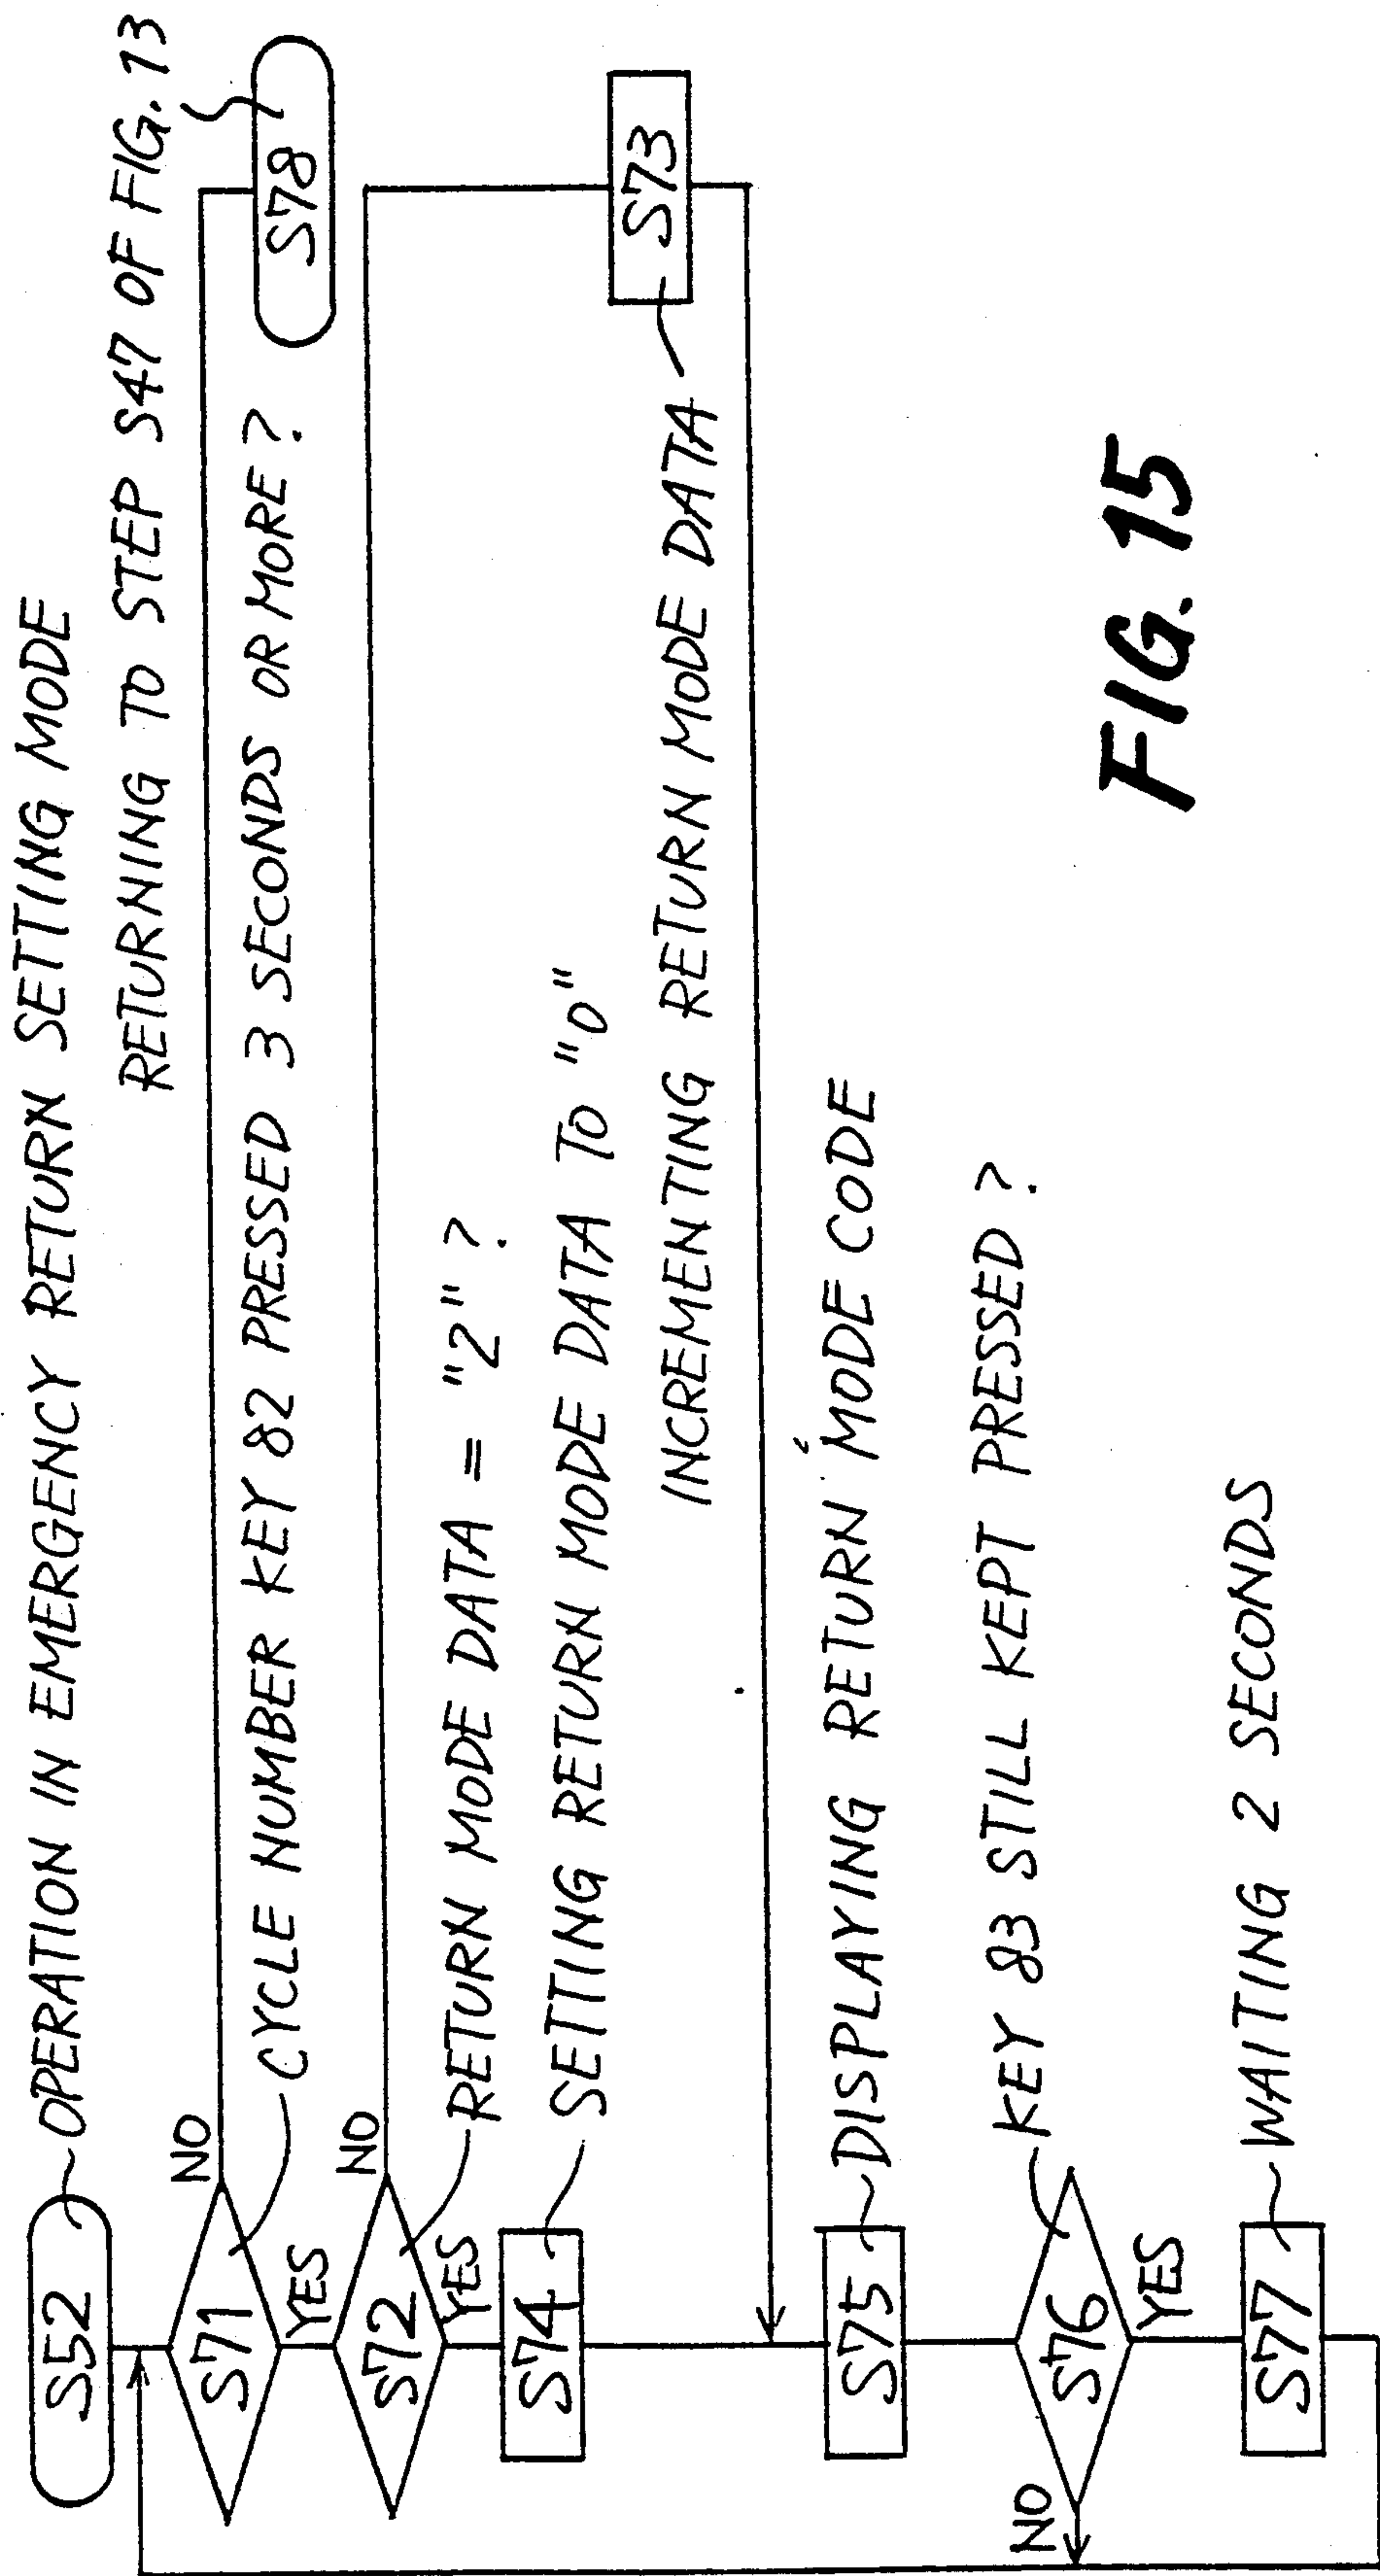 S52
OPERATION IN EMERGENCY RETURN SETTING MODE
RETURNING TO STEP S47 OF FIG. 13
NO
S71
S78
CYCLE NUMBER KEY 82 PRESSED 3 SECONDS OR MORE?
YES
NO
S72
RETURN MODE DATA = "2"?
YES
S74
SETTING RETURN MODE DATA TO "0"
INCREMENTING RETURN MODE DATA
S73
S75
DISPLAYING RETURN MODE CODE
S76
KEY 83 STILL KEPT PRESSED?
NO
YES
S77
WAITING 2 SECONDS
FIG. 15